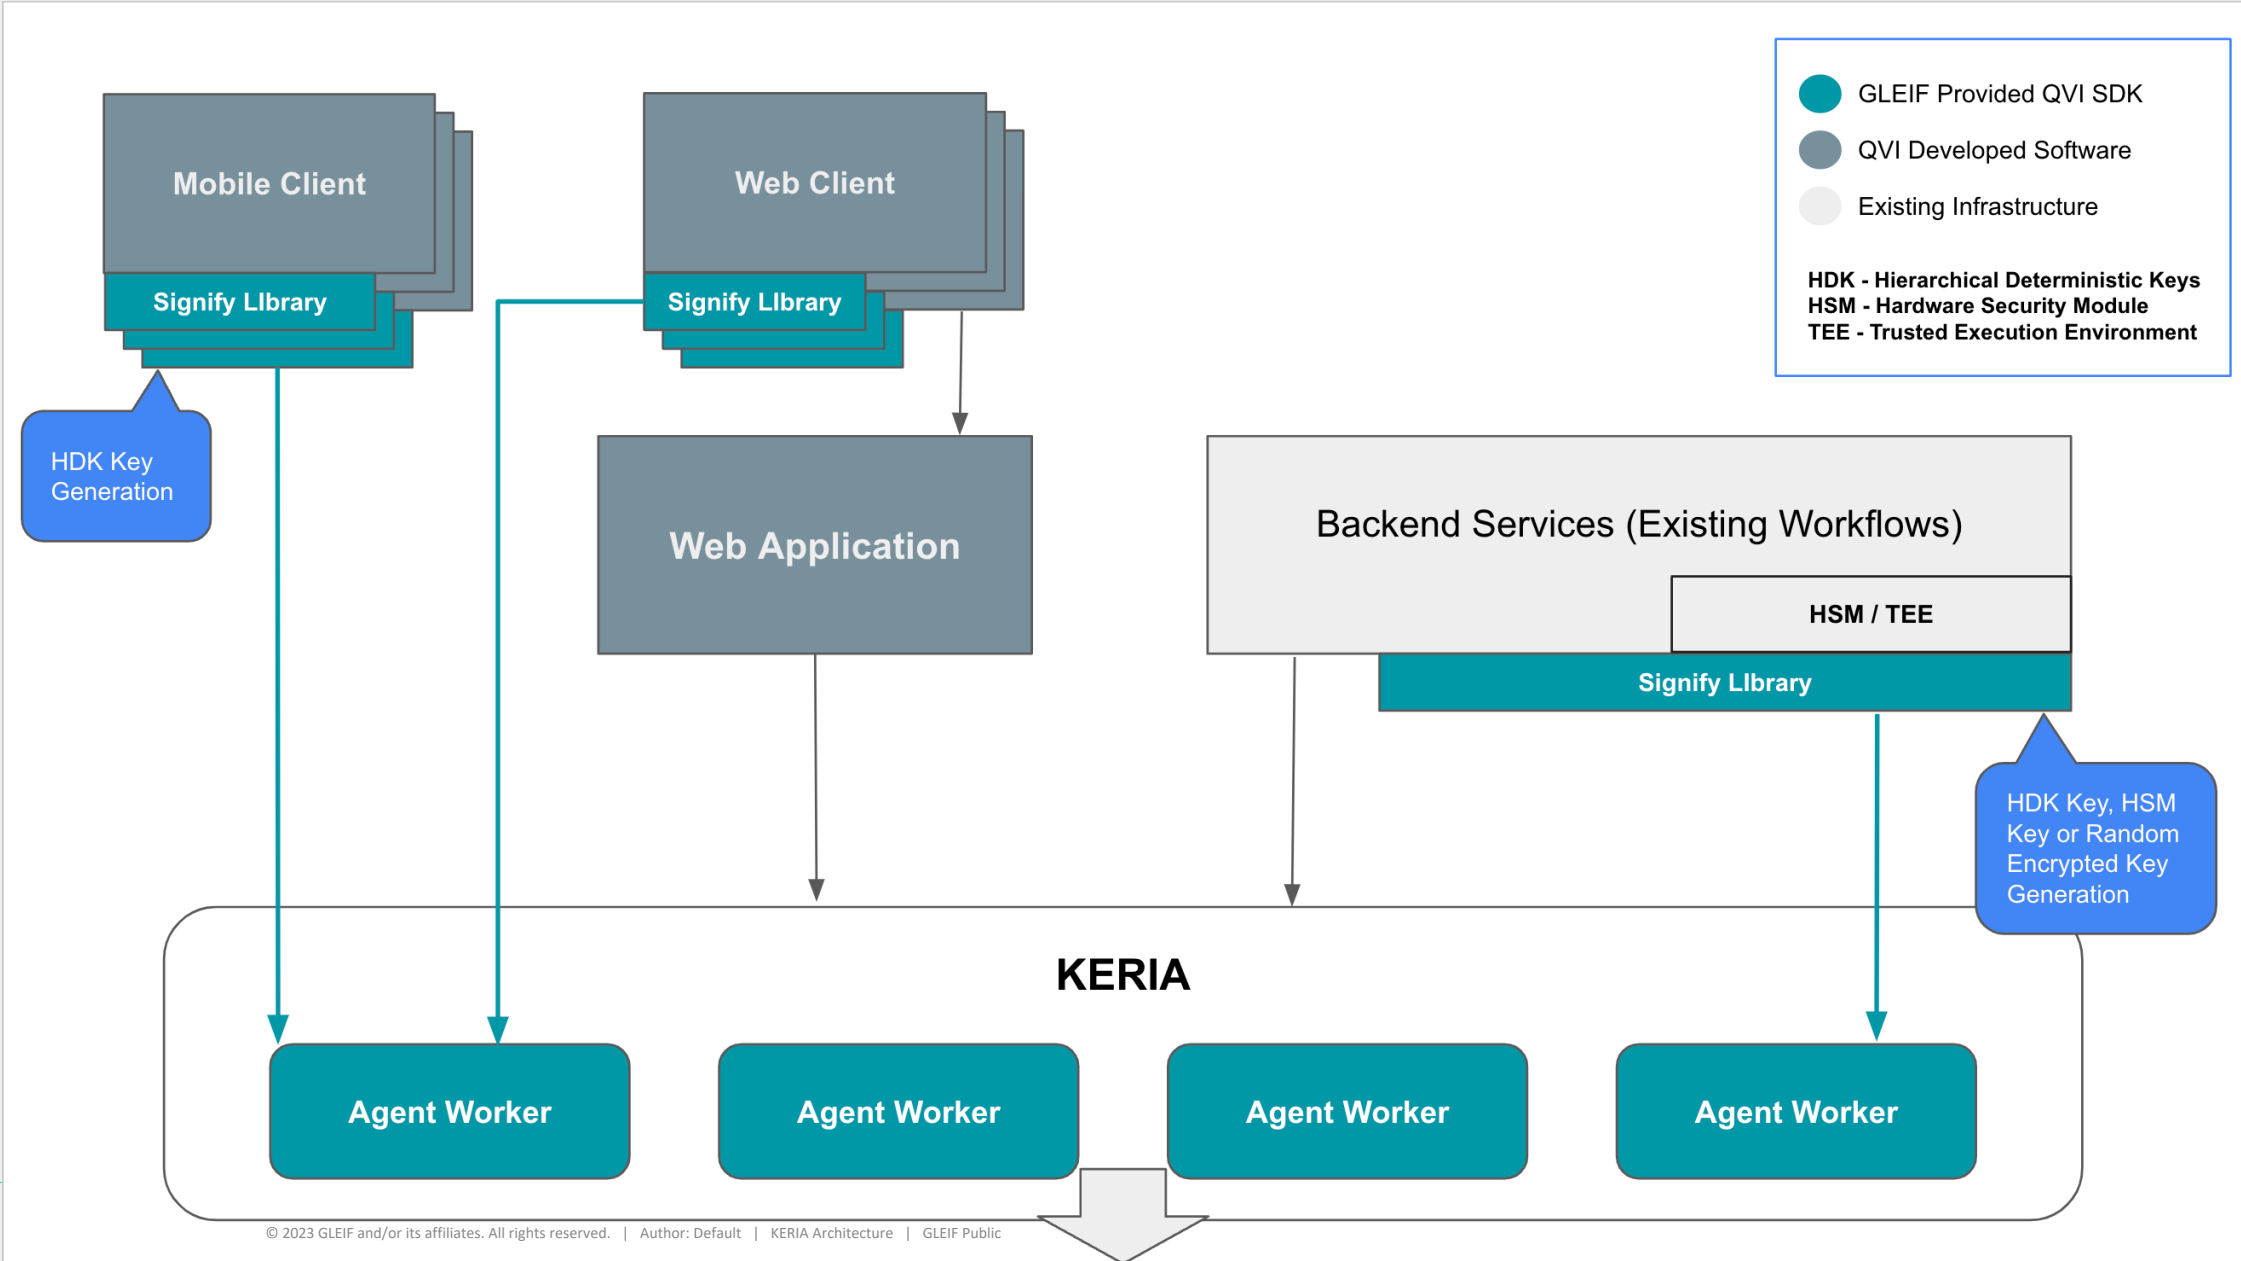 GLEIF Provided QVI SDK
QVI Developed Software
Existing Infrastructure
HDK - Hierarchical Deterministic Keys
HSM - Hardware Security Module
TEE - Trusted Execution Environment
Mobile Client
Signify LIbrary
Web Client
Signify LIbrary
HDK Key
Generation
Web Application
Backend Services (Existing Workflows)
HSM / TEE
Signify LIbrary
HDK Key, HSM
Key or Random
Encrypted Key
Generation
KERIA
Agent Worker
Agent Worker
Agent Worker
Agent Worker
© 2023 GLEIF and/or its affiliates. All rights reserved. | Author: Default | KERIA Architecture | GLEIF Public